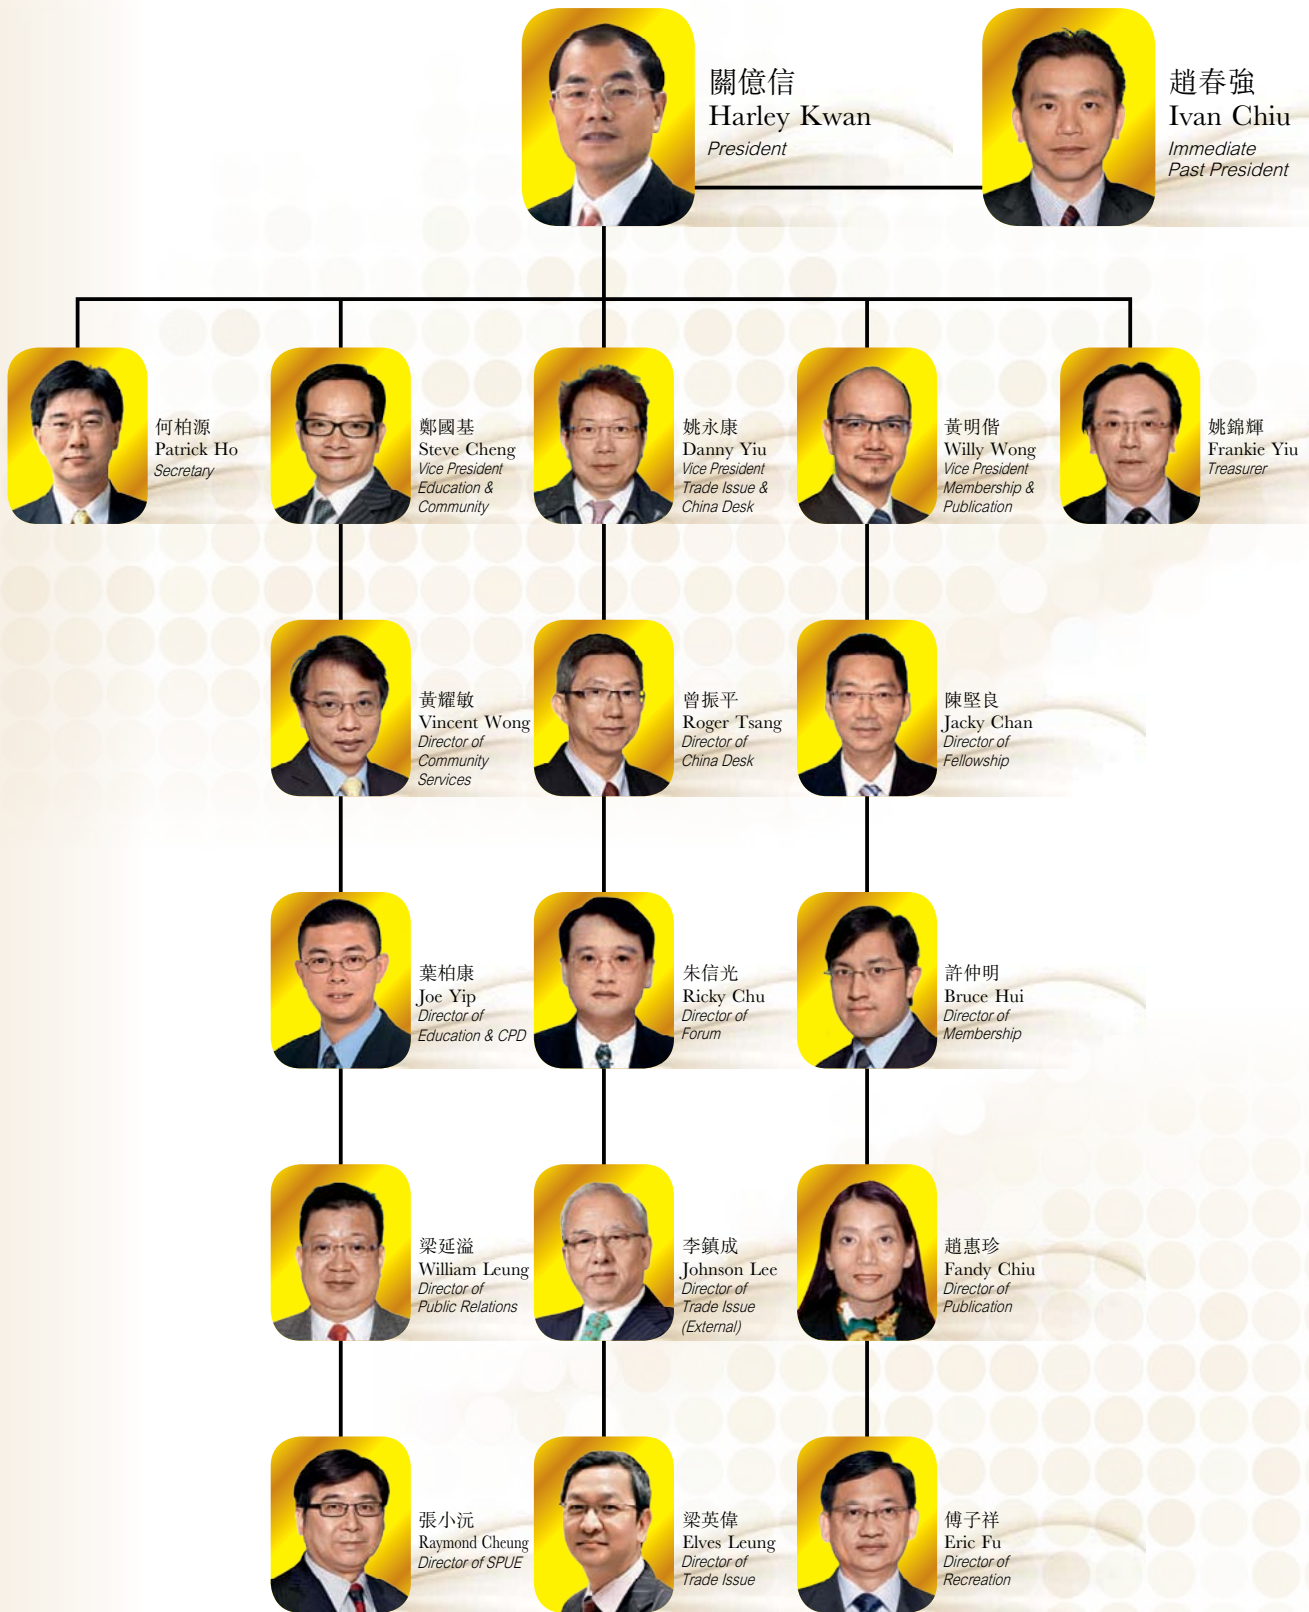 關億信
Harley Kwan
President
趙春強
Ivan Chiu
Immediate
Past President
何柏源
Patrick Ho
Secretary
鄭國基
Steve Cheng
Vice President
Education &
Community
姚永康
Danny Yiu
Vice President
Trade Issue &
China Desk
黃明偕
Willy Wong
Vice President
Membership &
Publication
姚錦輝
Frankie Yiu
Treasurer
黃耀敏
Vincent Wong
Director of
Community
Services
曾振平
Roger Tsang
Director of
China Desk
陳堅良
Jacky Chan
Director of
Fellowship
葉柏康
Joe Yip
Director of
Education & CPD
朱信光
Ricky Chu
Director of
Forum
許仲明
Bruce Hui
Director of
Membership
梁延溢
William Leung
Director of
Public Relations
李鎮成
Johnson Lee
Director of
Trade Issue
(External)
趙惠珍
Fandy Chiu
Director of
Publication
張小沅
Raymond Cheung
Director of SPUE
梁英偉
Elves Leung
Director of
Trade Issue
傅子祥
Eric Fu
Director of
Recreation